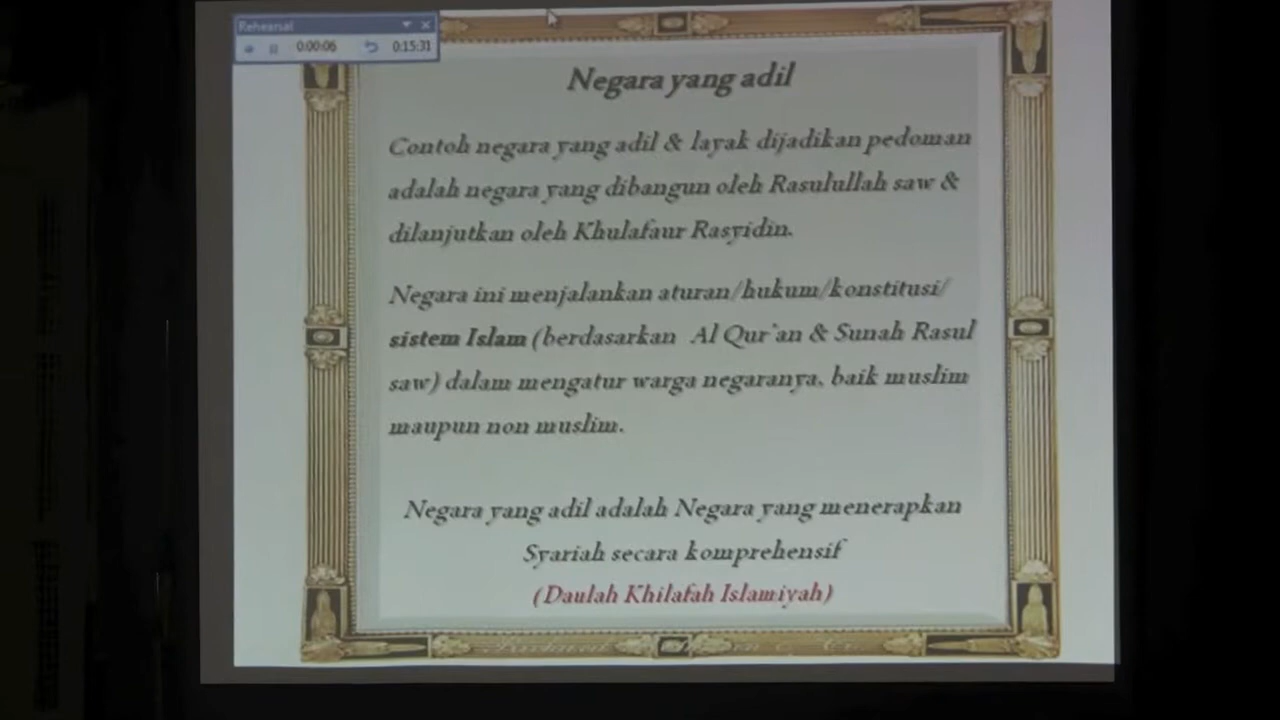 Rehearsal
0:00:06 0:15:31
Negara yang adil
Contoh negara yang adil & layak dijadikan pedoman
adalah negara yang dibangun oleh Rasulullah saw &
dilanjutkan oleh Khulafaur Rasyidin.
Negara ini menjalankan aturan/hukum/konstitusi/
sistem Islam (berdasarkan Al Qur'an & Sunah Rasul
saw) dalam mengatur warga negaranya, baik muslim
maupun non muslim.
Negara yang adil adalah Negara yang menerapkan
Syariah secara komprehensif
(Daulah Khilafah Islamiyah)